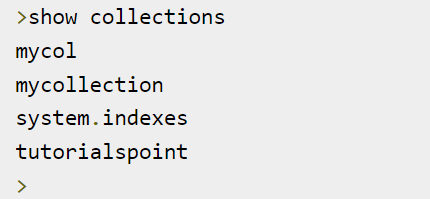 >show collections
mycol
mycollection
system.indexes
tutorialspoint
>